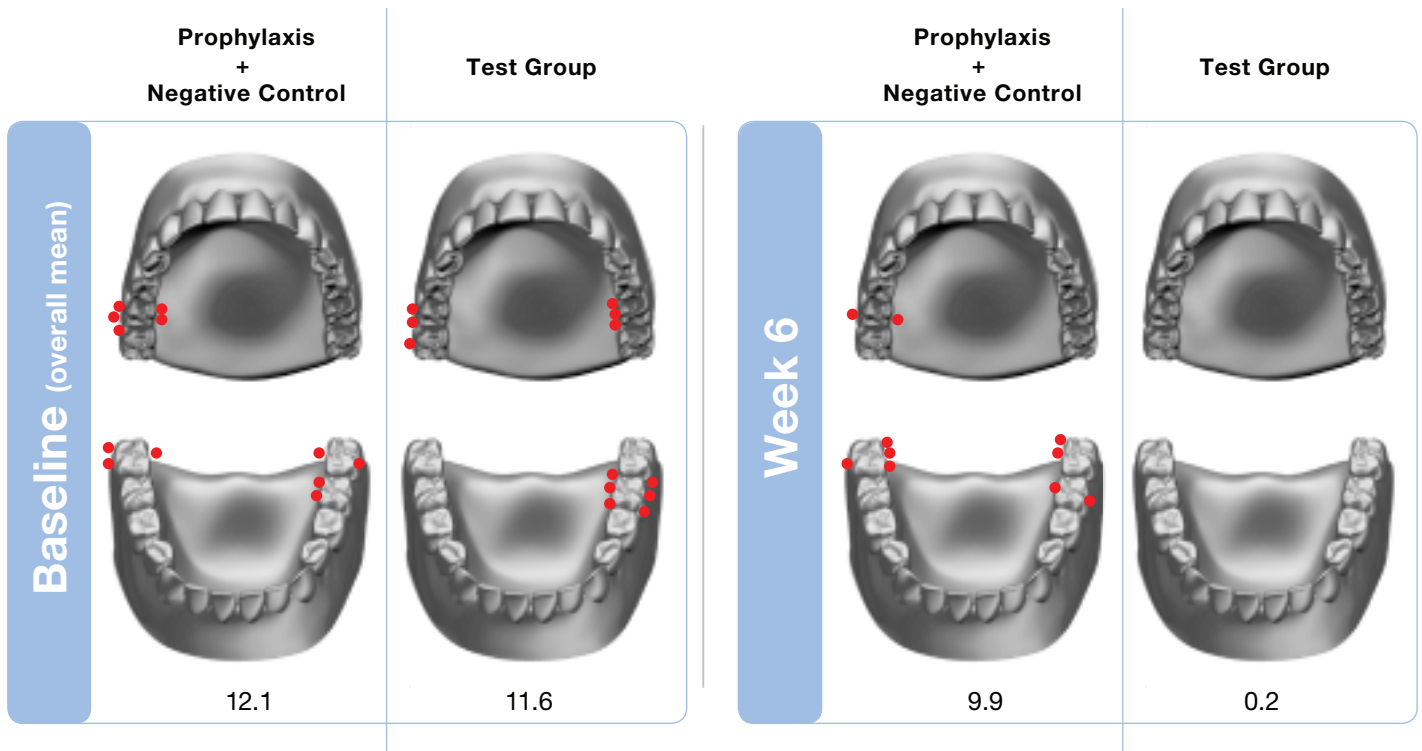 Prophylaxis
+
Negative Control
Test Group
Prophylaxis
+
Negative Control
Test Group
Baseline (overall mean)
12.1
11.6
Week 6
9.9
0.2